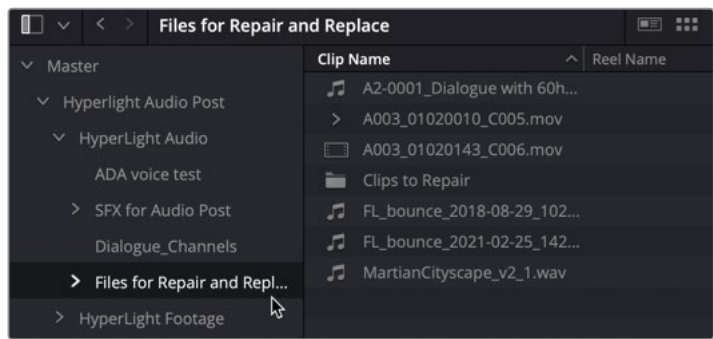 Files for Repair and Replace
Master
Hyperlight Audio Post
HyperLight Audio
ADA voice test
SFX for Audio Post
Dialogue_Channels
Files for Repair and Repl...
HyperLight Footage
Clip Name
Reel Name
A2-0001_Dialogue with 60h...
A003_01020010_C005.mov
A003_01020143_C006.mov
Clips to Repair
FL_bounce_2018-08-29_102...
FL_bounce_2021-02-25_142...
MartianCityscape_v2_1.wav